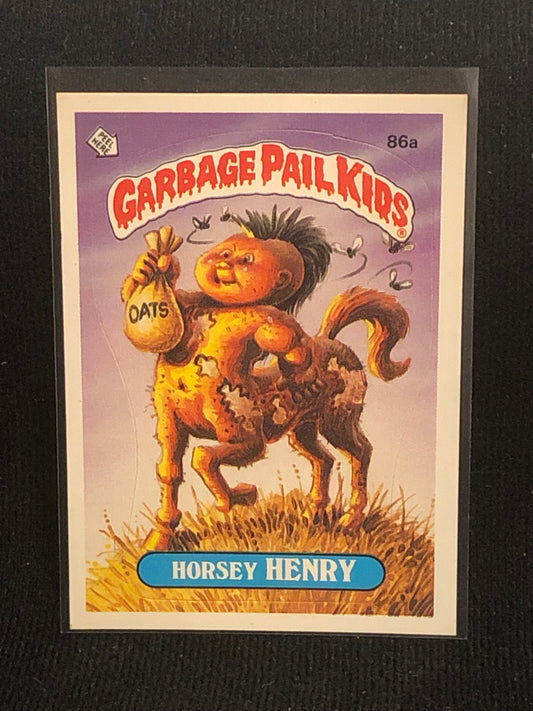 PEEL
HERE
86a
GARBAGE PAIL KIDS®
OATS
HORSEY HENRY